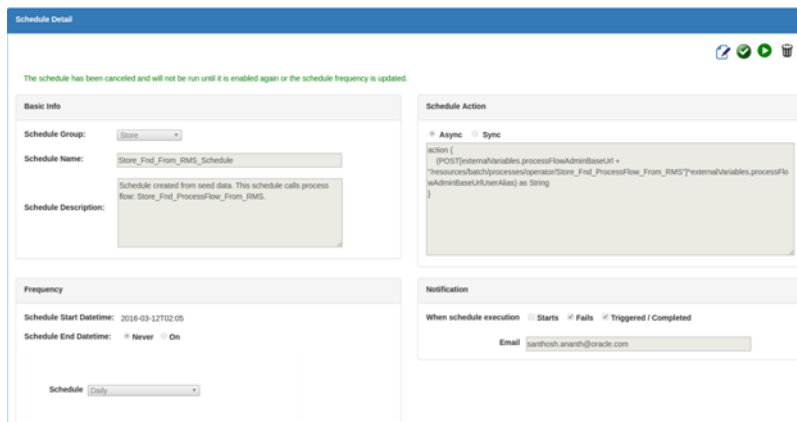 Schedule Detail
The schedule has been canceled and will not be run until it is enabled again or the schedule frequency is updated.
Basic Info
Schedule Group: Store
Schedule Name: Store_Fnd_From_RMS_Schedule
Schedule Description: Schedule created from seed data. This schedule calls process
flow: Store_Fnd_ProcessFlow_From_RMS.
Schedule Action
Async Sync
action {
(POST[externalVariables.processFlowAdminBaseUrl +
"/resources/batch/processes/operator/Store_Fnd_ProcessFlow_From_RMS"]^externalVariables.processFlo
wAdminBaseUrlUserAlias) as String
}
Frequency
Schedule Start Datetime: 2016-03-12T02:05
Schedule End Datetime: Never On
Schedule Daily
Notification
When schedule execution Starts Fails Triggered / Completed
Email santhosh.ananth@oracle.com